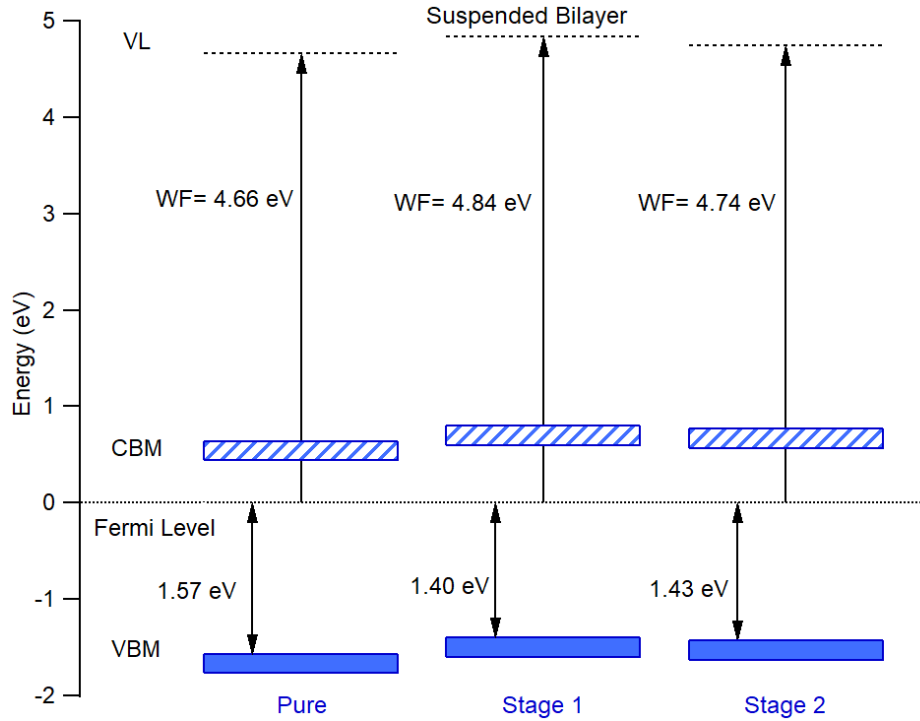 Suspended Bilayer
5
VL
4
WF= 4.66 eV
WF= 4.84 eV
WF= 4.74 eV
3
2
Energy (eV)
1
CBM
0
Fermi Level
1.57 eV
1.40 eV
1.43 eV
-1
VBM
-2
Pure
Stage 1
Stage 2